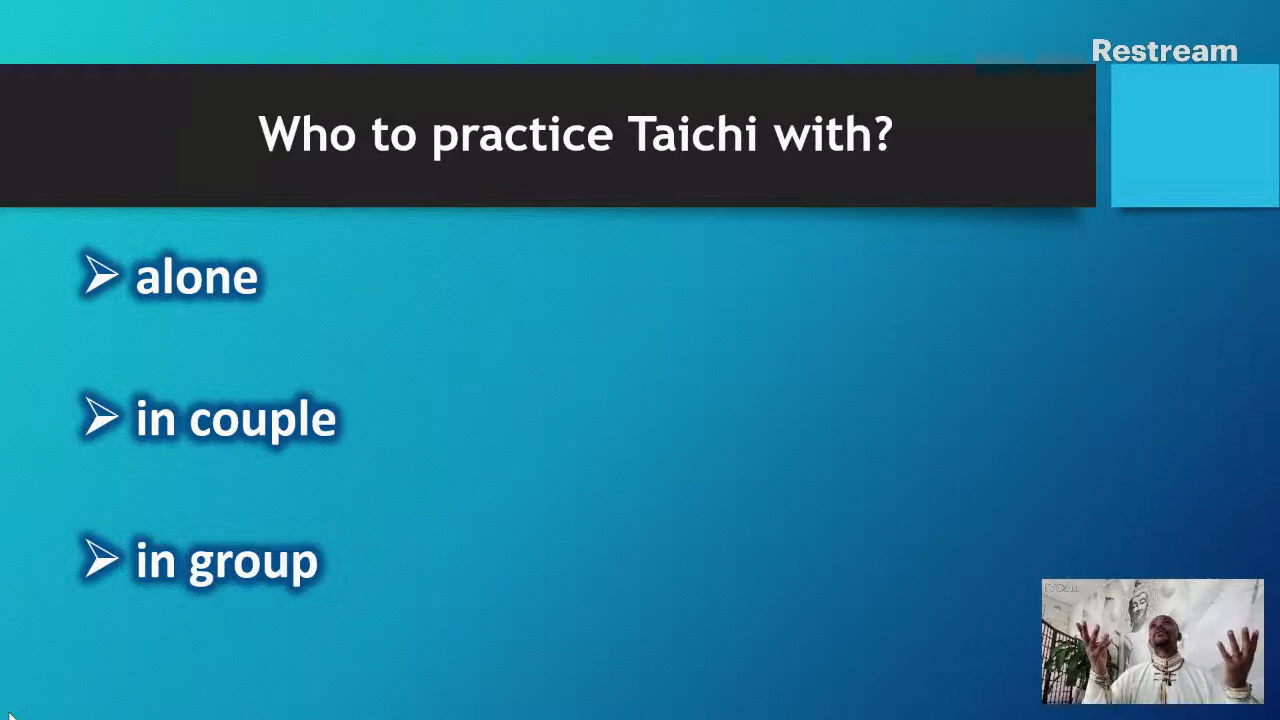 Restream
Who to practice Taichi with?
alone
in couple
in group